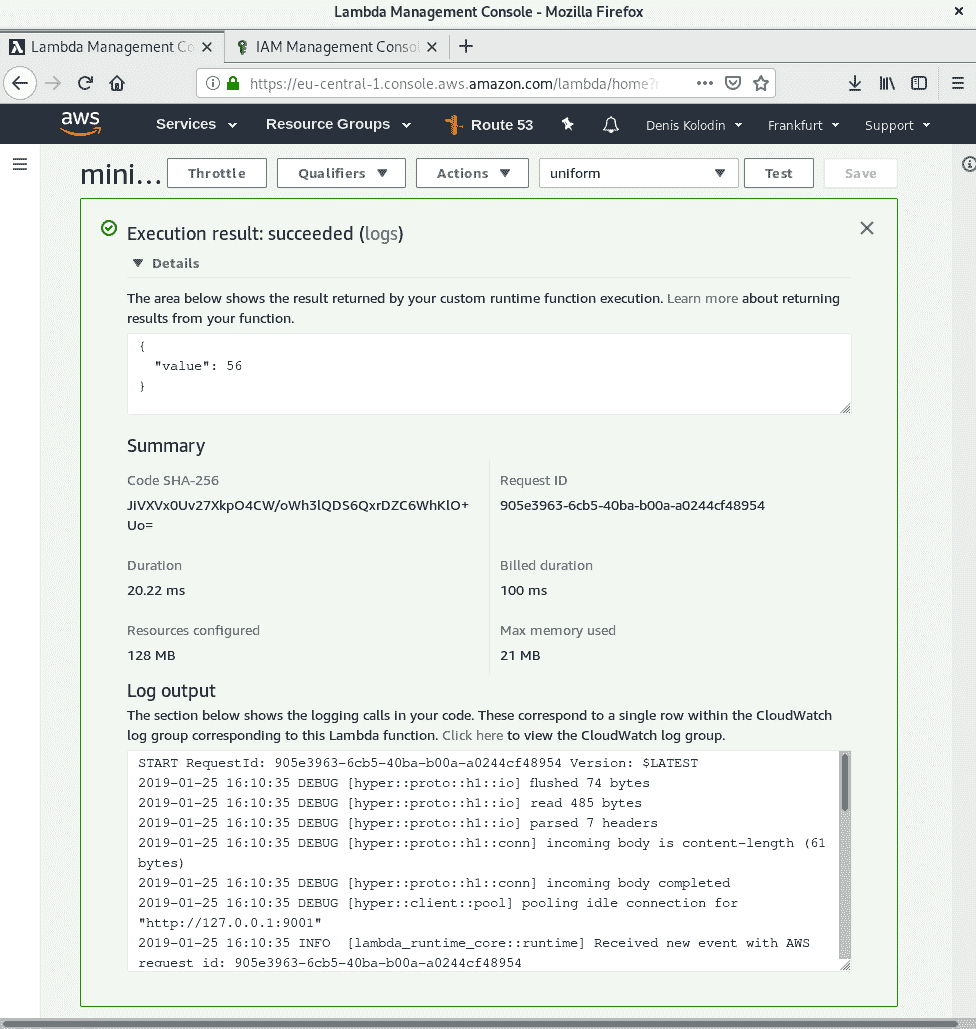 Lambda Management Console - Mozilla Firefox
Lambda Management Co
IAM Management Consol
https://eu-central-1.console.aws.amazon.com/lambda/home?r
aws Services Resource Groups Route 53 Denis Kolodin Frankfurt Support
mini... Throttle Qualifiers Actions uniform Test Save
Execution result: succeeded (logs)
Details
The area below shows the result returned by your custom runtime function execution. Learn more about returning
results from your function.
{
"value": 56
}
Summary
Code SHA-256
JiVXVx0Uv27XkpO4CW/oWh3lQDS6QxrDZC6WhKlO+
Uo=
Request ID
905e3963-6cb5-40ba-b00a-a0244cf48954
Duration
20.22 ms
Billed duration
100 ms
Resources configured
128 MB
Max memory used
21 MB
Log output
The section below shows the logging calls in your code. These correspond to a single row within the CloudWatch
log group corresponding to this Lambda function. Click here to view the CloudWatch log group.
START RequestId: 905e3963-6cb5-40ba-b00a-a0244cf48954 Version: $LATEST
2019-01-25 16:10:35 DEBUG [hyper::proto::h1::io] flushed 74 bytes
2019-01-25 16:10:35 DEBUG [hyper::proto::h1::io] read 485 bytes
2019-01-25 16:10:35 DEBUG [hyper::proto::h1::io] parsed 7 headers
2019-01-25 16:10:35 DEBUG [hyper::proto::h1::conn] incoming body is content-length (61
bytes)
2019-01-25 16:10:35 DEBUG [hyper::proto::h1::conn] incoming body completed
2019-01-25 16:10:35 DEBUG [hyper::client::pool] pooling idle connection for
"http://127.0.0.1:9001"
2019-01-25 16:10:35 INFO [lambda_runtime_core::runtime] Received new event with AWS
request id: 905e3963-6cb5-40ba-b00a-a0244cf48954